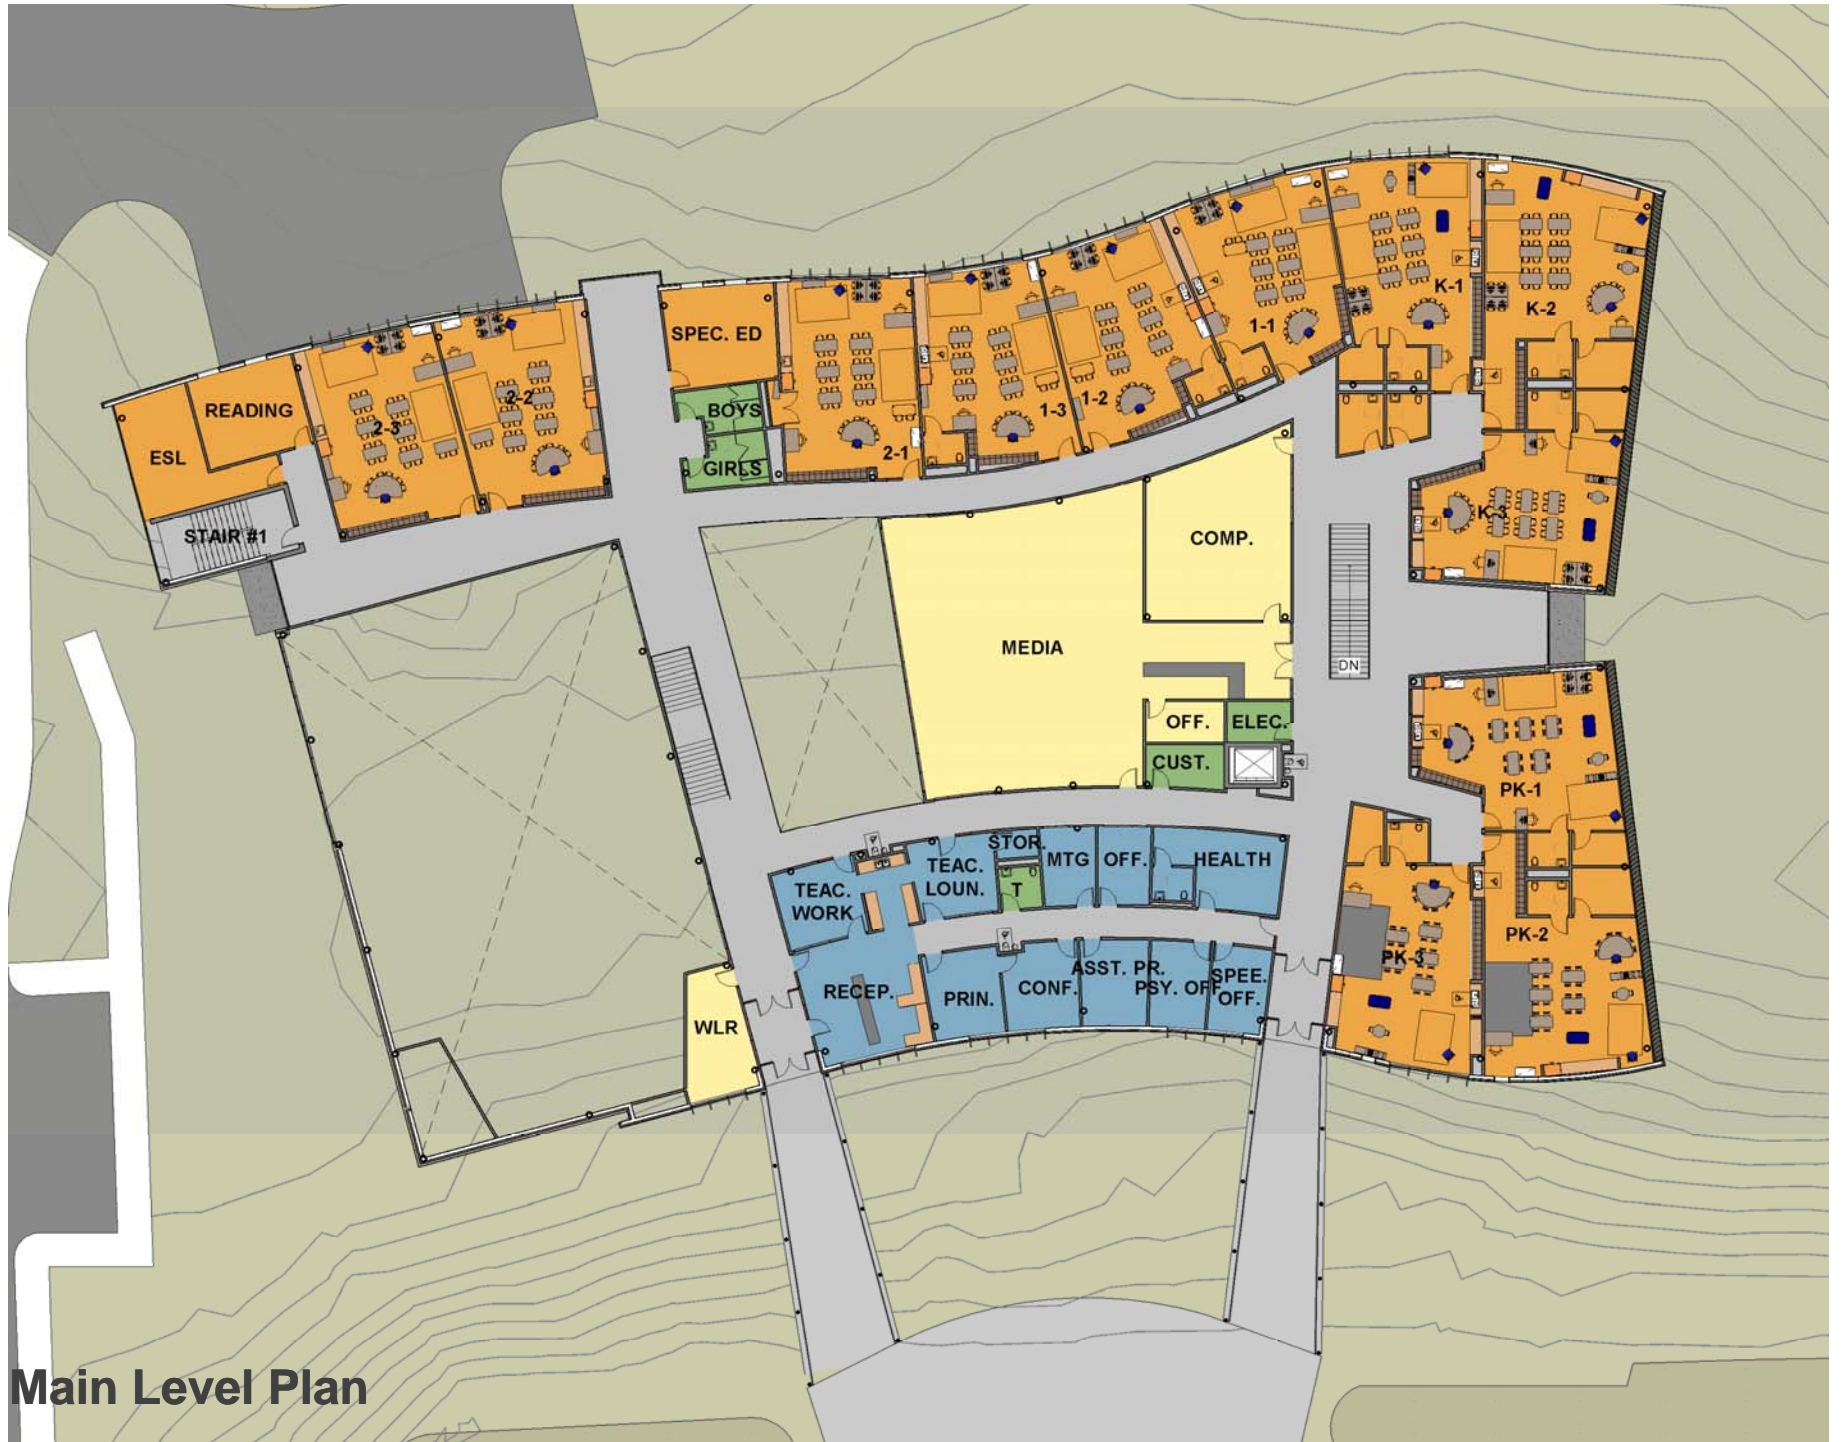 SPEC. ED
READING
ESL
2-3
2-2
BOYS
GIRLS
2-1
1-3
1-2
1-1
K-1
K-2
K-3
STAIR #1
COMP.
MEDIA
DN
OFF.
ELEC.
CUST.
PK-1
PK-2
PK-3
STOR.
TEAC.
LOUN.
MTG
OFF.
HEALTH
TEAC.
WORK
T
RECEP.
PRIN.
CONF.
ASST. PR.
PSY. OFF.
SPEE.
OFF.
WLR
Main Level Plan